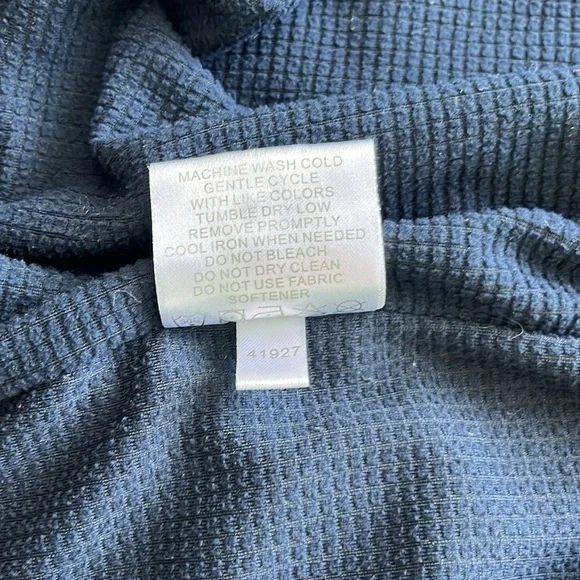 MACHINE WASH COLD
GENTLE CYCLE
WITH LIKE COLORS
TUMBLE DRY LOW
REMOVE PROMPTLY
COOL IRON WHEN NEEDED
DO NOT BLEACH
DO NOT DRY CLEAN
DO NOT USE FABRIC
SOFTENER
41927